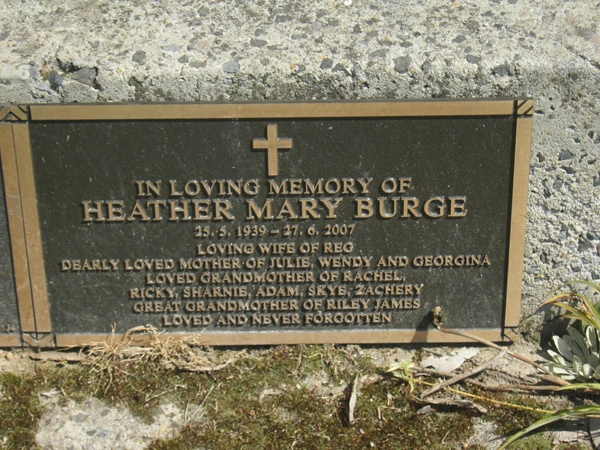 IN LOVING MEMORY OF
HEATHER MARY BURGE
25. 5. 1939 – 27. 6. 2007
LOVING WIFE OF REG
DEARLY LOVED MOTHER OF JULIE, WENDY AND GEORGINA
LOVED GRANDMOTHER OF RACHEL,
RICKY, SHARNIE, ADAM, SKYE, ZACHERY
GREAT GRANDMOTHER OF RILEY JAMES
LOVED AND NEVER FORGOTTEN